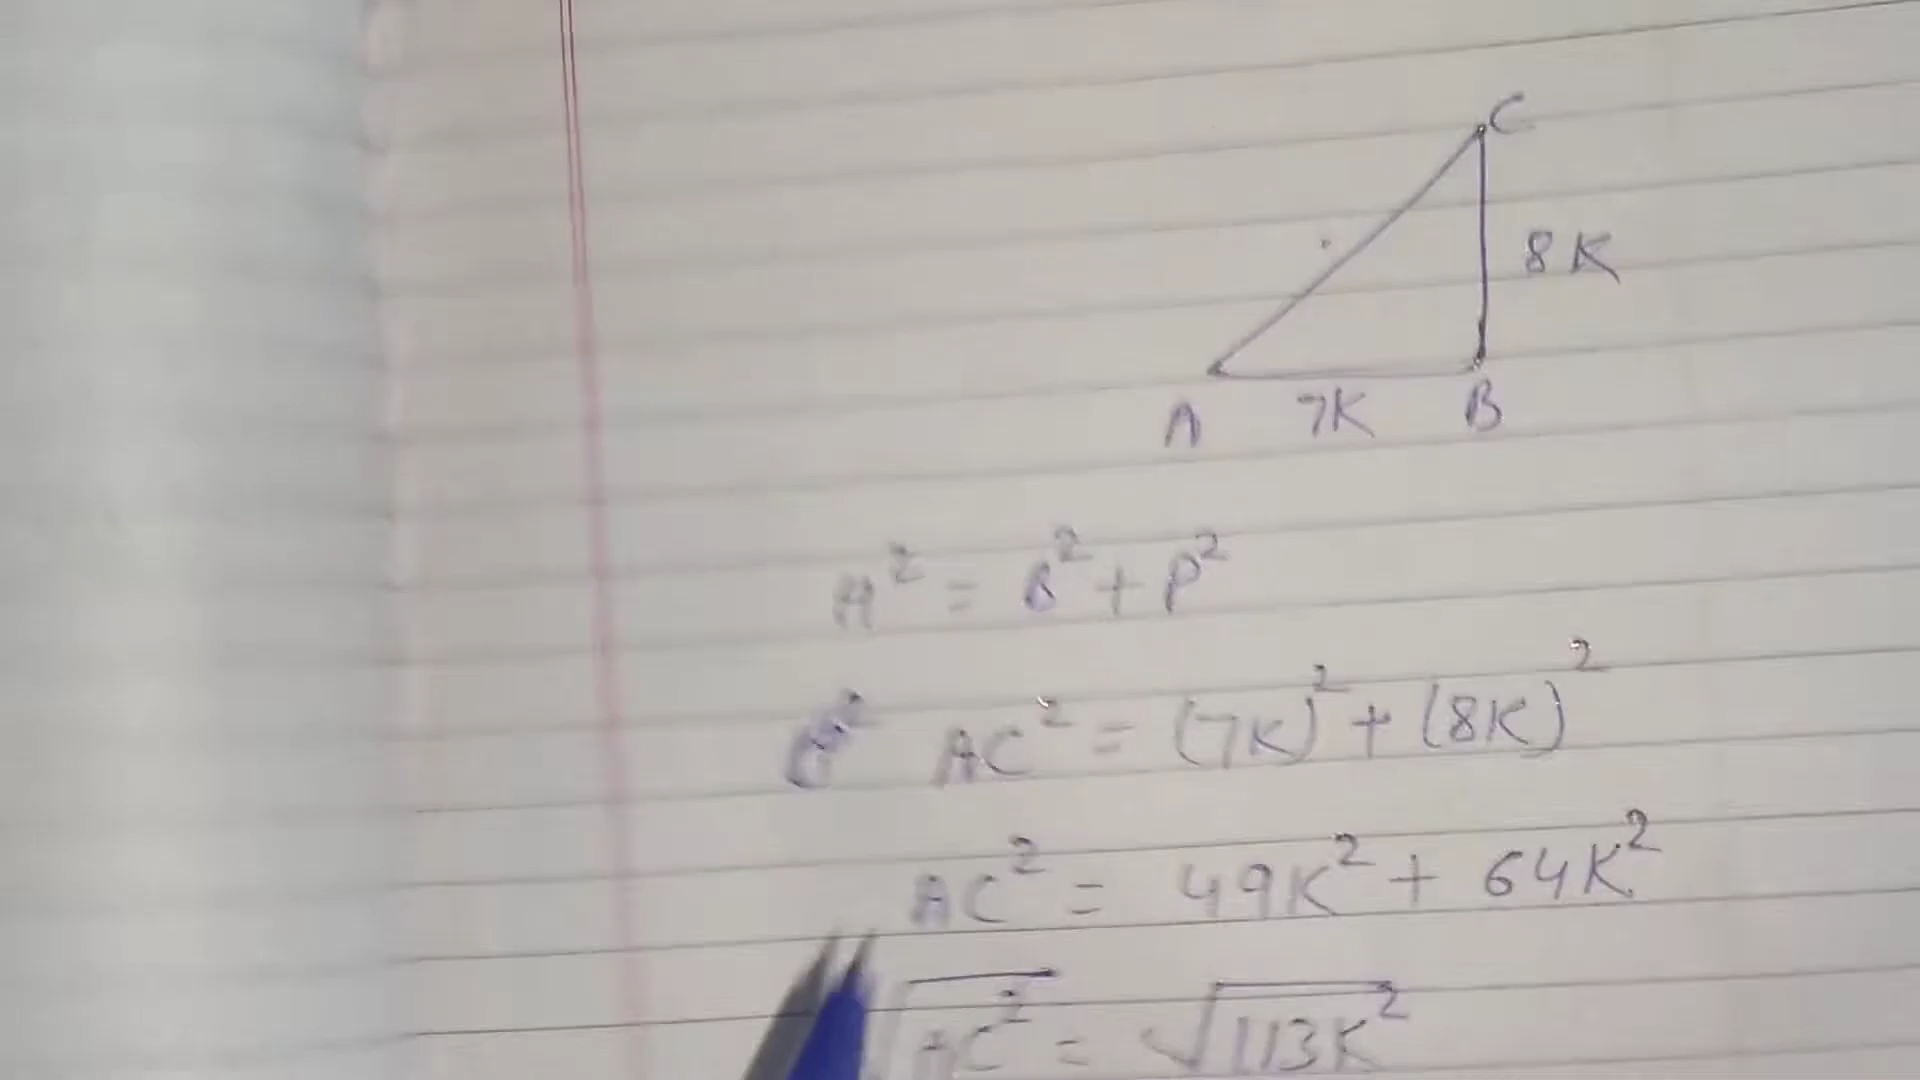 C
8K
A 7K B
H² = B² + P²
AC² = (7K)² + (8K)²
AC² = 49K² + 64K²
√AC² = √113K²